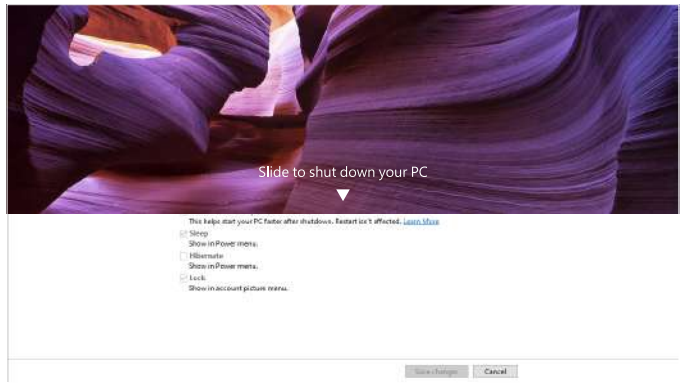 Slide to shut down your PC
This helps start your PC faster after shutdown. Restart isn't affected. Learn More
Sleep
Show in Power menu.
Hibernate
Show in Power menu.
Lock
Show in account picture menu.
Save changes Cancel